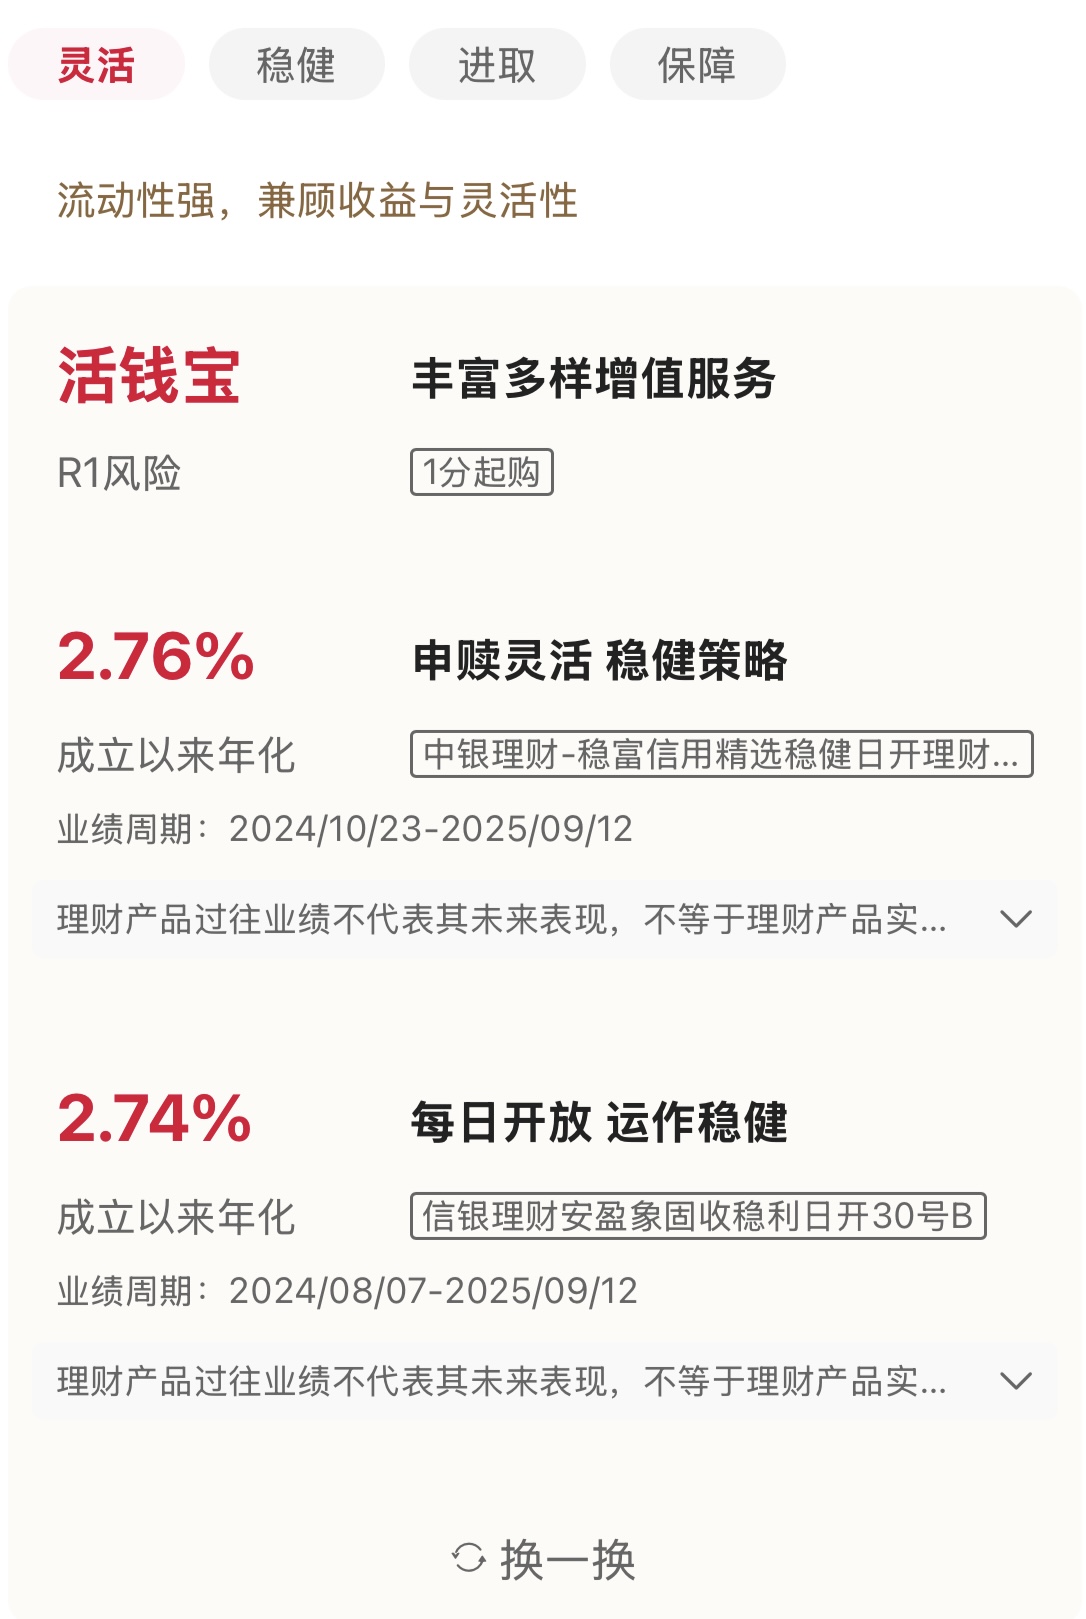 灵活 稳健 进取 保障
流动性强，兼顾收益与灵活性
活钱宝 丰富多样增值服务
R1风险 1分起购
2.76% 申赎灵活 稳健策略
成立以来年化 中银理财-稳富信用精选稳健日开理财...
业绩周期：2024/10/23-2025/09/12
理财产品过往业绩不代表其未来表现，不等于理财产品实...
2.74% 每日开放 运作稳健
成立以来年化 信银理财安盈象固收稳利日开30号B
业绩周期：2024/08/07-2025/09/12
理财产品过往业绩不代表其未来表现，不等于理财产品实...
换一换